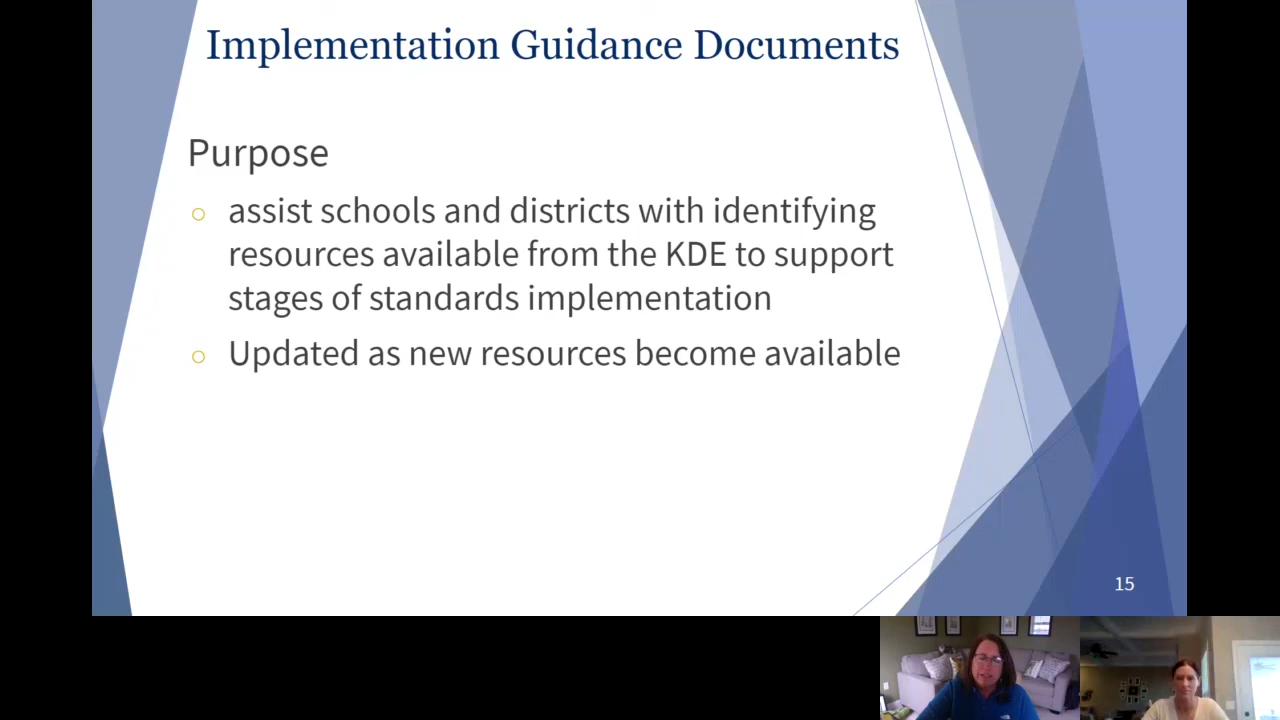 Implementation Guidance Documents
Purpose
assist schools and districts with identifying
resources available from the KDE to support
stages of standards implementation
Updated as new resources become available
15